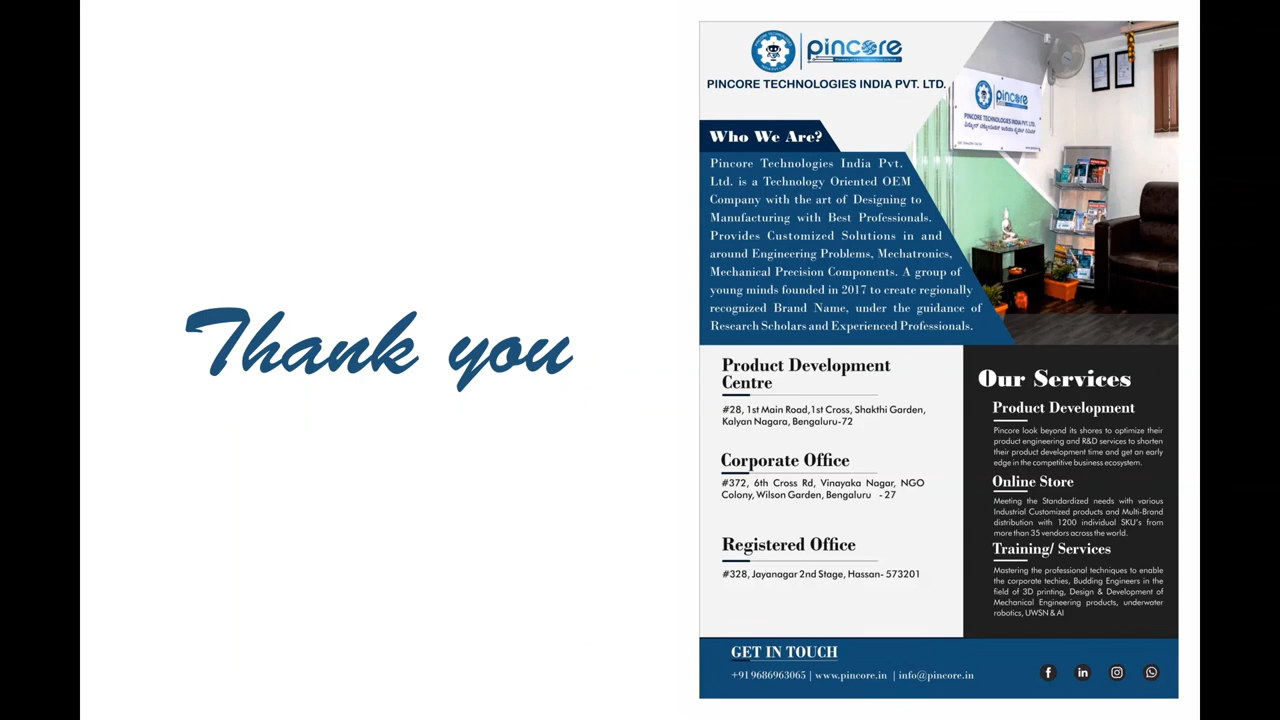 Thank you
pincore
PINCORE TECHNOLOGIES INDIA PVT. LTD.
Who We Are?
Pincore Technologies India Pvt.
Ltd. is a Technology Oriented OEM
Company with the art of Designing to
Manufacturing with Best Professionals.
Provides Customized Solutions in and
around Engineering Problems, Mechatronics,
Mechanical Precision Components. A group of
young minds founded in 2017 to create regionally
recognized Brand Name, under the guidance of
Research Scholars and Experienced Professionals.
pincore
PINCORE TECHNOLOGIES INDIA PVT. LTD.
Product Development
Centre
#28, 1st Main Road,1st Cross, Shakthi Garden,
Kalyan Nagara, Bengaluru-72
Corporate Office
#372, 6th Cross Rd, Vinayaka Nagar, NGO
Colony, Wilson Garden, Bengaluru - 27
Registered Office
#328, Jayanagar 2nd Stage, Hassan- 573201
Our Services
Product Development
Pincore look beyond its shores to optimize their
product engineering and R&D services to shorten
their product development time and get an early
edge in the competitive business ecosystem.
Online Store
Meeting the Standardized needs with various
Industrial Customized products and Multi-Brand
distribution with 1200 individual SKU's from
more than 35 vendors across the world.
Training/ Services
Mastering the professional techniques to enable
the corporate techies, Budding Engineers in the
field of 3D printing, Design & Development of
Mechanical Engineering products, underwater
robotics, UWSN & AI
GET IN TOUCH
+91 9686963065 | www.pincore.in | info@pincore.in